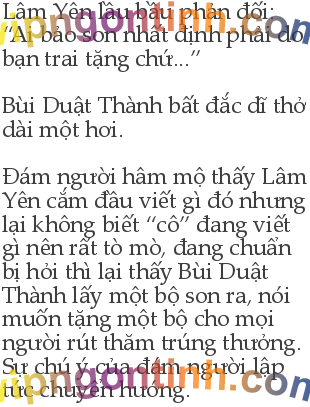 Lâm Yên lầu bầu phản đối:
“Ai bảo son nhất định phải do
bạn trai tặng chứ...”
Bùi Duật Thành bất đắc dĩ thở
dài một hơi.
Đám người hâm mộ thấy Lâm
Yên cắm đầu viết gì đó nhưng
lại không biết “cô” đang viết
gì nên rất tò mò, đang chuẩn
bị hỏi thì lại thấy Bùi Duật
Thành lấy một bộ son ra, nói
muốn tặng một bộ cho mọi
người rút thăm trúng thưởng.
Sự chú ý của đám người lập
tức chuyển hướng.
vipngontinh.com
vipngontinh.com